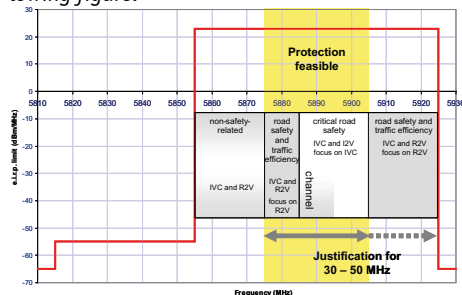 figure.
30
20
10
0
-10
-20
-30
-40
-50
-60
-70
e.i.r.p. limit (dBm/MHz)
5810 5820 5830 5840 5850 5860 5870 5880 5890 5900 5910 5920 5930
Protection
feasible
non-safety-
related
IVC and R2V
road
safety
and
traffic
efficiency
IVC and
R2V
focus on
R2V
critical road
safety
IVC and I2V
focus on IVC
channel
road safety and
traffic efficiency
IVC and R2V
focus on R2V
Justification for
30 – 50 MHz
Frequency (MHz)